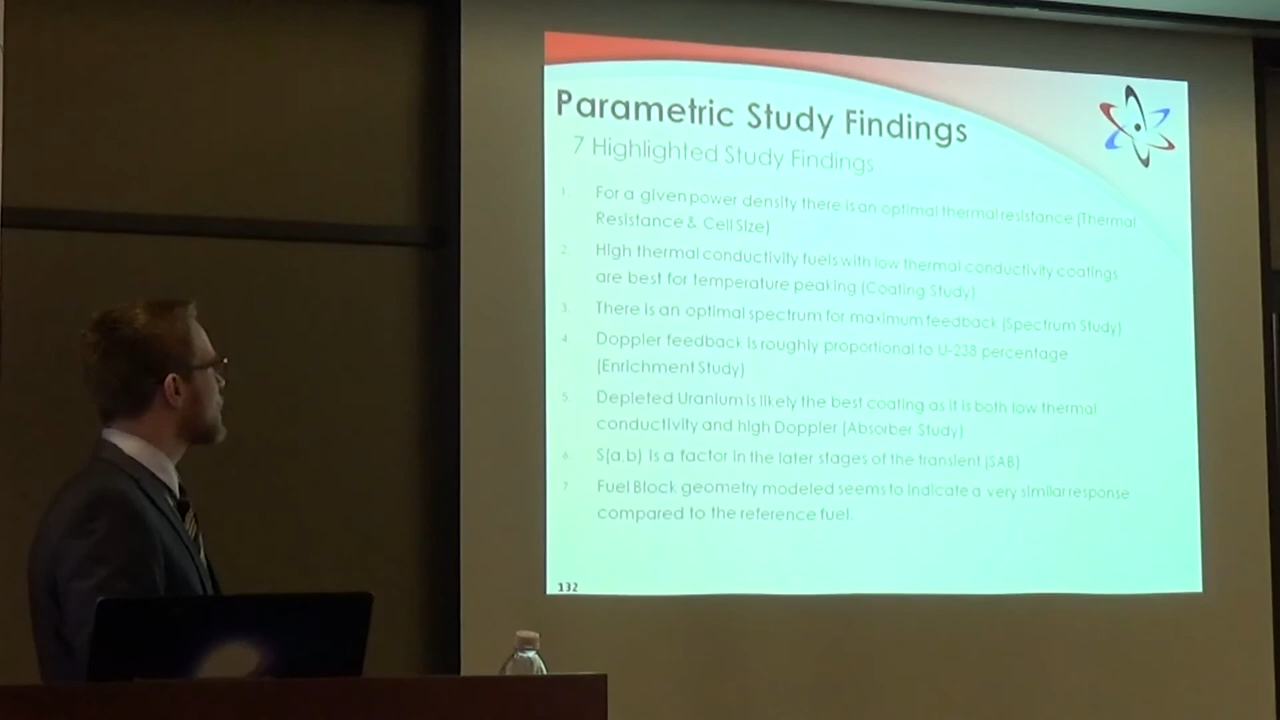 Parametric Study Findings
7 Highlighted Study Findings
1. For a given power density there is an optimal thermal resistance (Thermal
Resistance & Cell Size)
2. High thermal conductivity fuels with low thermal conductivity coatings
are best for temperature peaking (Coating Study)
3. There is an optimal spectrum for maximum feedback (Spectrum Study)
4. Doppler feedback is roughly proportional to U-238 percentage
(Enrichment Study)
5. Depleted Uranium is likely the best coating as it is both low thermal
conductivity and high Doppler (Absorber Study)
6. S(a,b) is a factor in the later stages of the transient (SAB)
7. Fuel Block geometry modeled seems to indicate a very similar response
compared to the reference fuel.
132